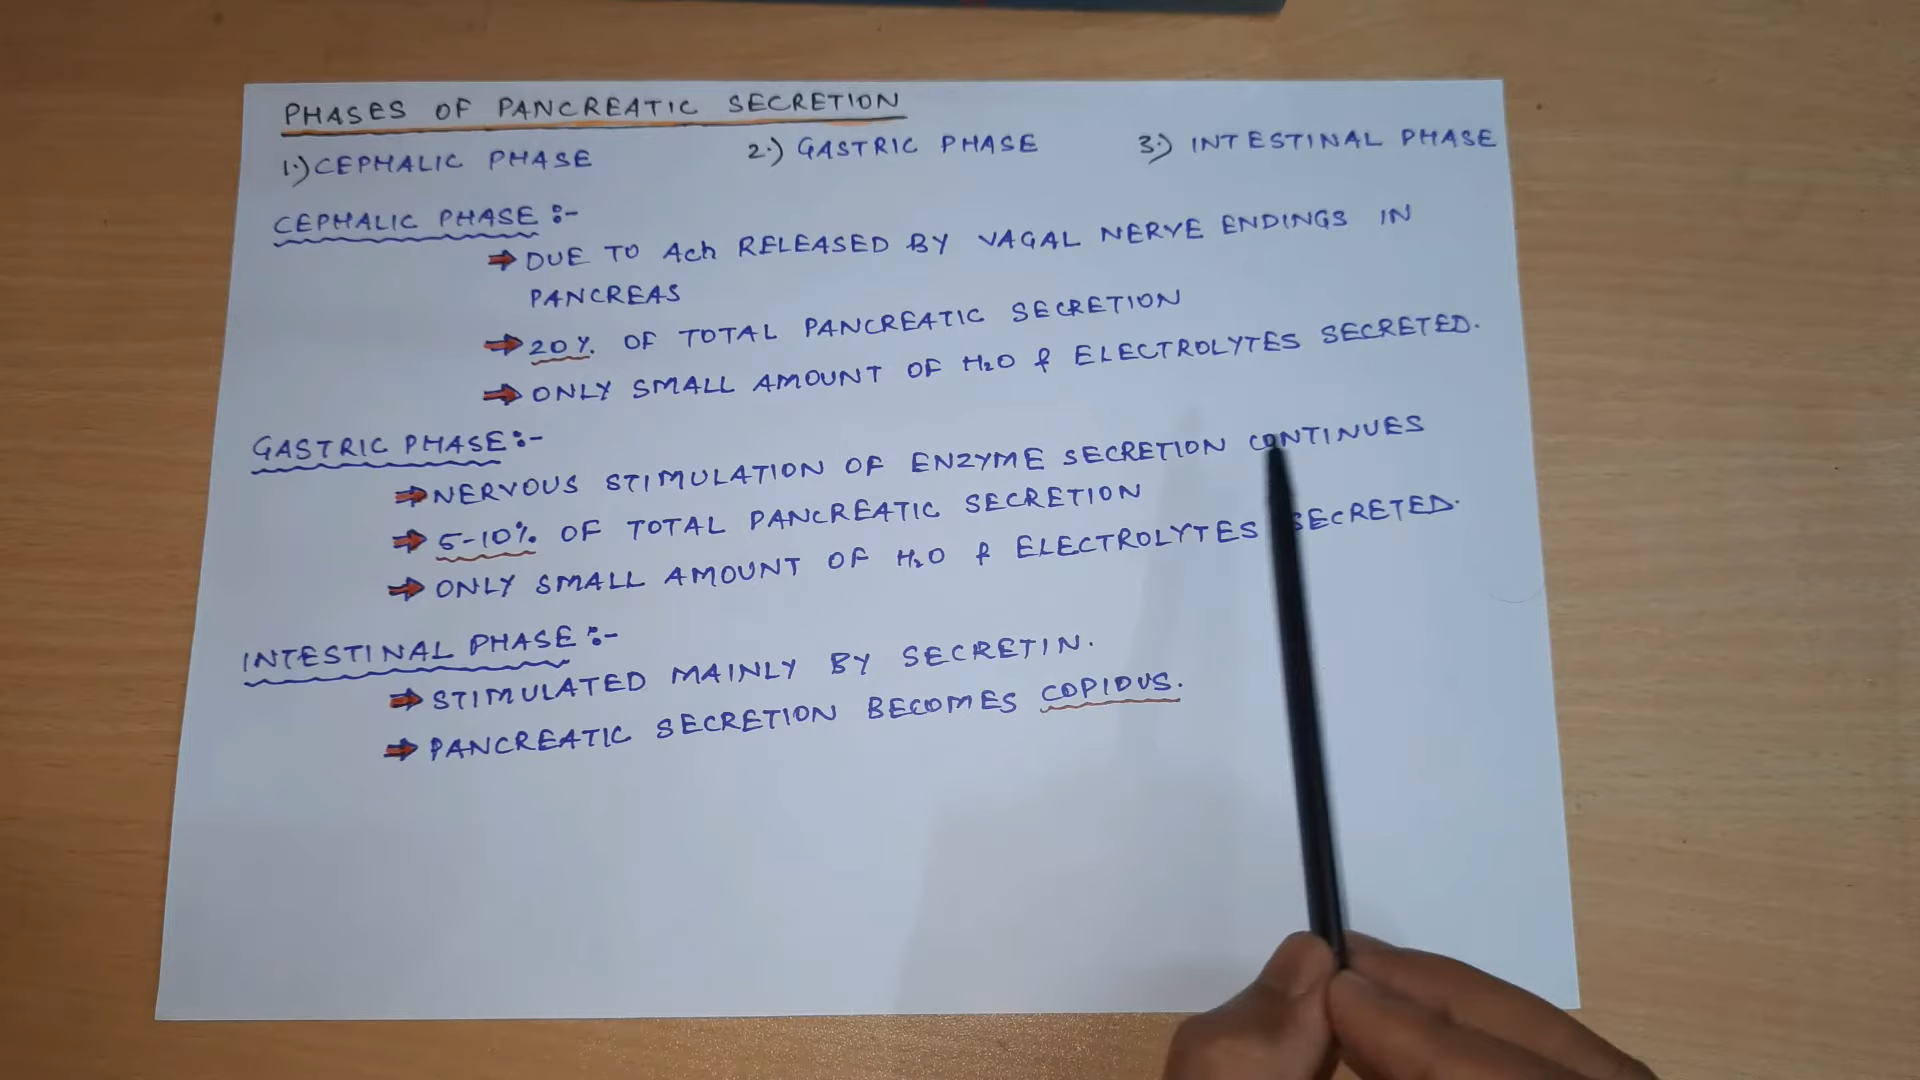 PHASES OF PANCREATIC SECRETION
1.) CEPHALIC PHASE 2.) GASTRIC PHASE 3.) INTESTINAL PHASE
CEPHALIC PHASE :-
⇒ DUE TO ACh RELEASED BY VAGAL NERVE ENDINGS IN
PANCREAS
⇒ 20% OF TOTAL PANCREATIC SECRETION
⇒ ONLY SMALL AMOUNT OF H₂O & ELECTROLYTES SECRETED.
GASTRIC PHASE :-
⇒ NERVOUS STIMULATION OF ENZYME SECRETION CONTINUES
⇒ 5-10% OF TOTAL PANCREATIC SECRETION
⇒ ONLY SMALL AMOUNT OF H₂O & ELECTROLYTES SECRETED.
INTESTINAL PHASE :-
⇒ STIMULATED MAINLY BY SECRETIN.
⇒ PANCREATIC SECRETION BECOMES COPIOUS.